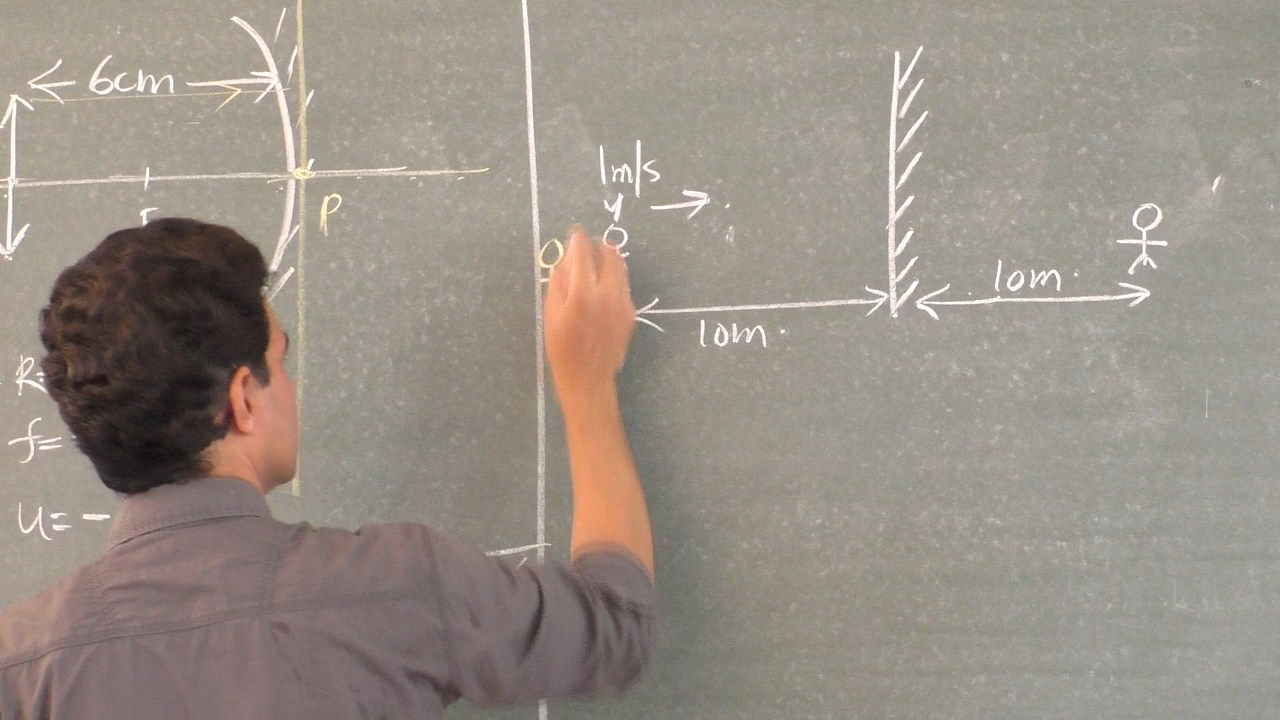 6cm
P
R=
f=
u= -
1m/s
O
10m.
10m.